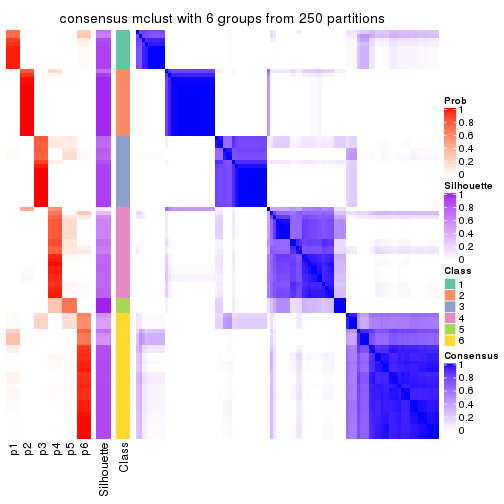 consensus mclust with 6 groups from 250 partitions
Prob
1
0.8
0.6
0.4
0.2
0
Silhouette
1
0.8
0.6
0.4
0.2
0
Class
1
2
3
4
5
6
Consensus
1
0.8
0.6
0.4
0.2
0
p1
p2
p3
p4
p5
p6
Silhouette
Class